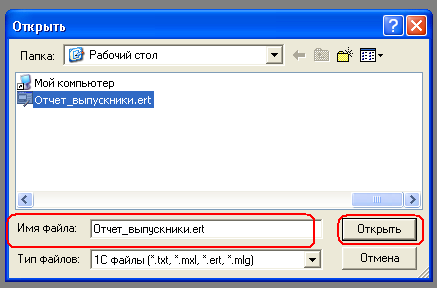 Открыть
Папка: Рабочий стол
Мой компьютер
Отчет_выпускники.ert
Имя файла: Отчет_выпускники.ert Открыть
Тип файлов: 1С файлы (*.txt, *.mxl, *.ert, *.mlg) Отмена